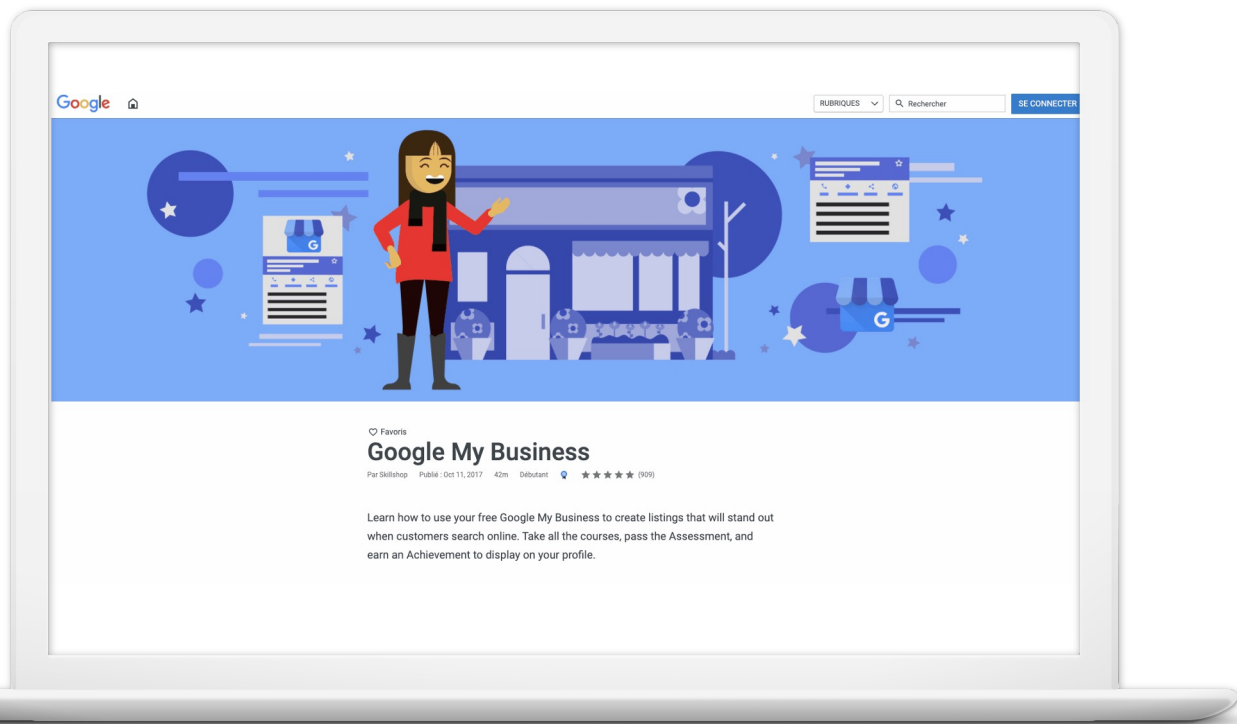 Google
RUBRIQUES
Rechercher
SE CONNECTER
G
G
Favoris
Google My Business
Par Skillshop Publié : Oct 11, 2017 42m Débutant (909)
Learn how to use your free Google My Business to create listings that will stand out
when customers search online. Take all the courses, pass the Assessment, and
earn an Achievement to display on your profile.